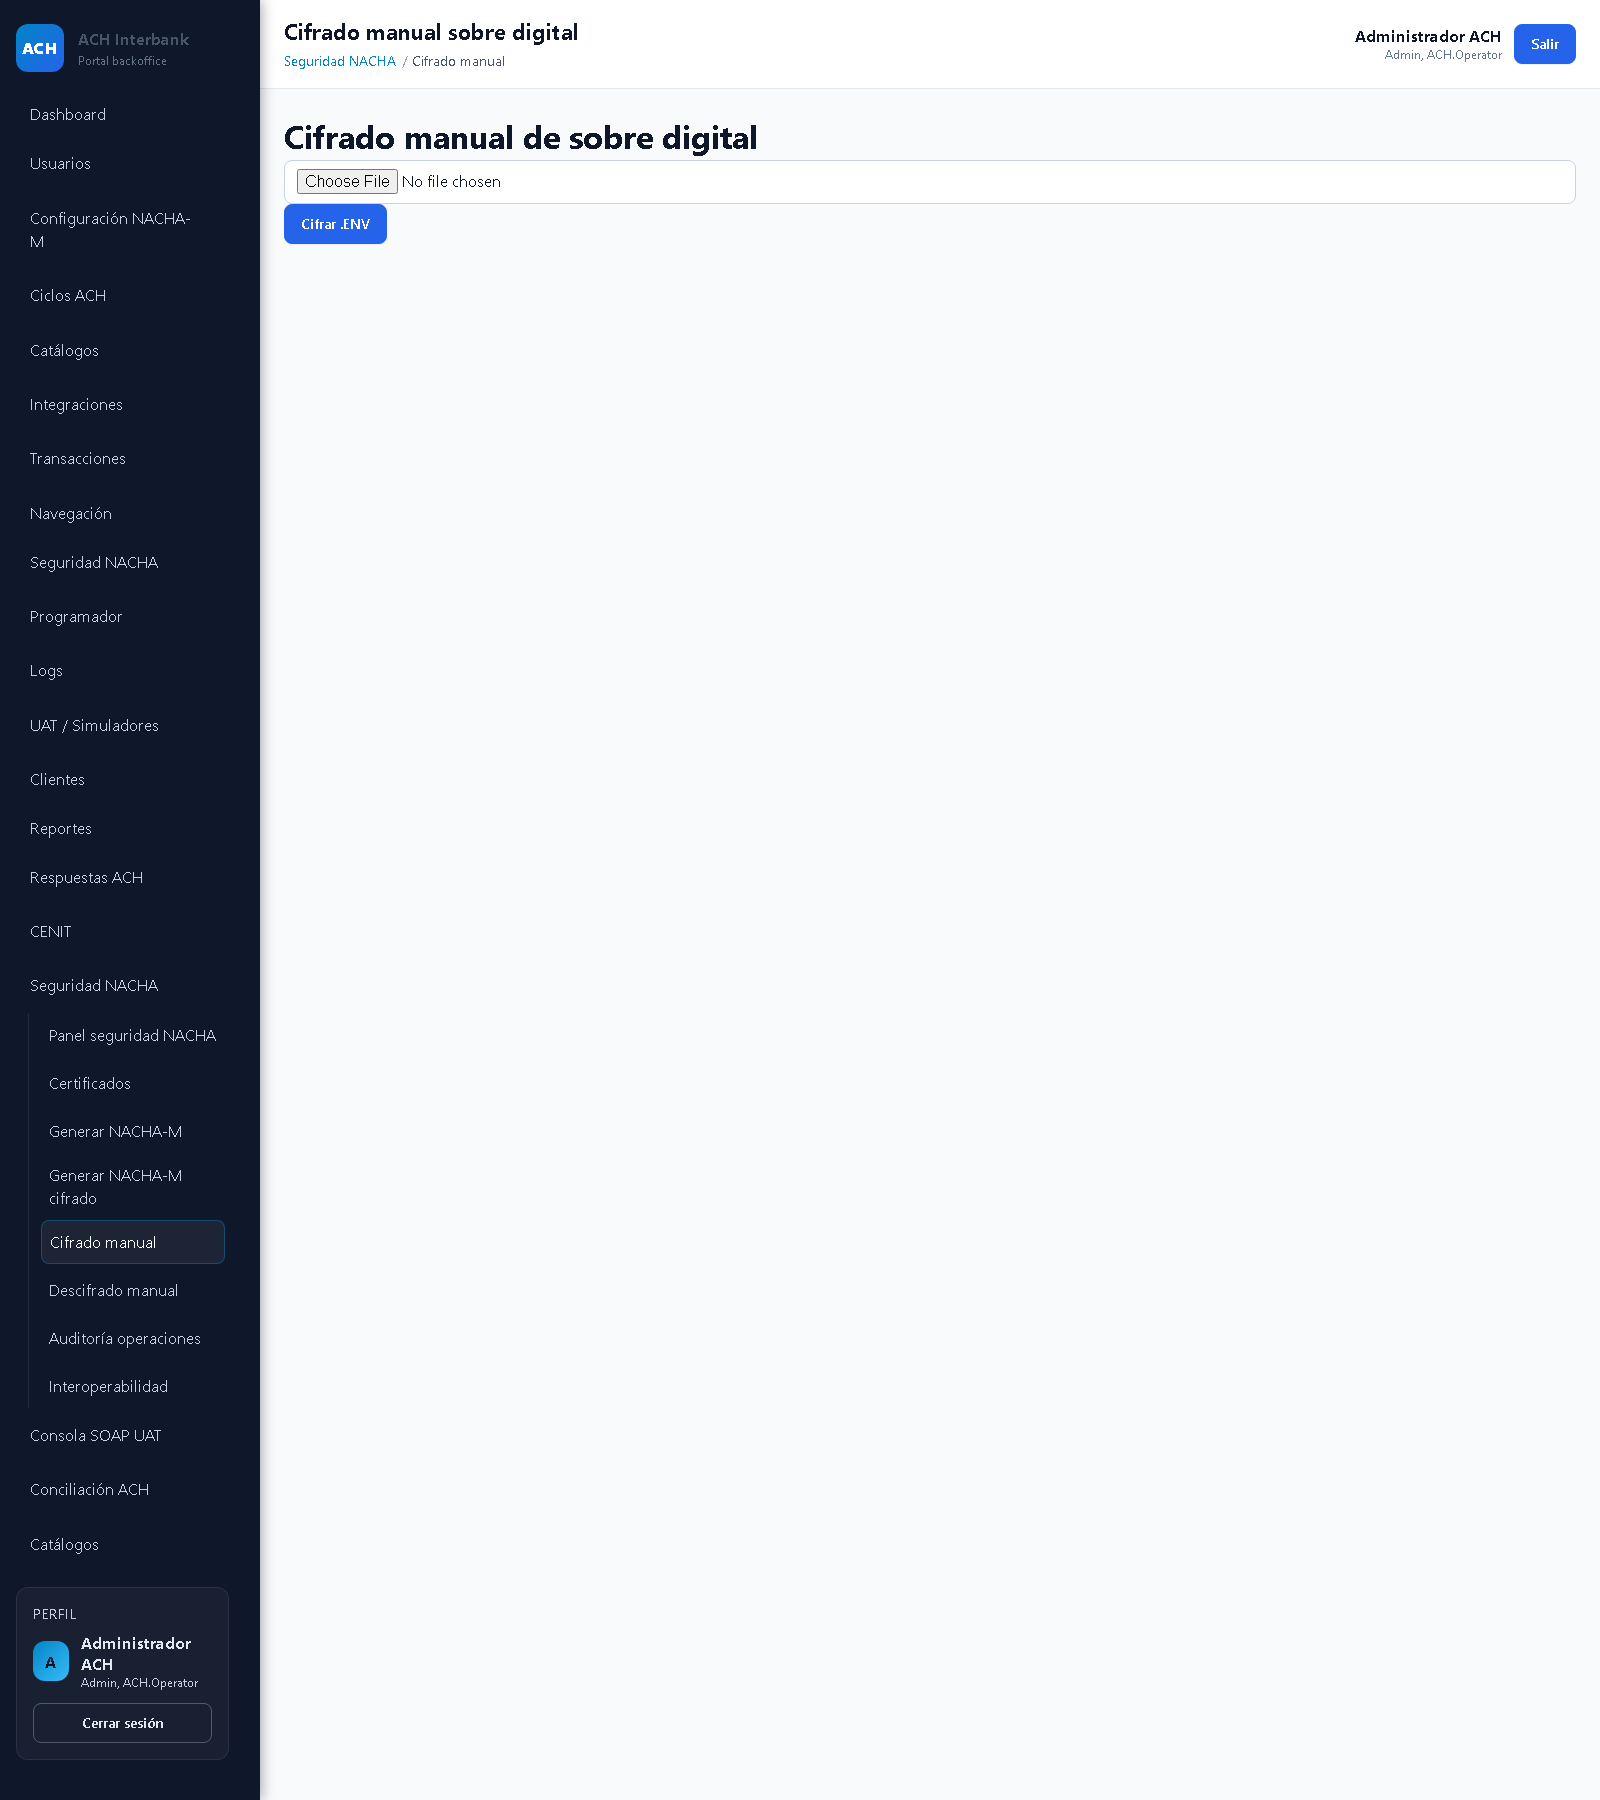 ACH
ACH Interbank
Portal backoffice
Dashboard
Usuarios
Configuración NACHA-
M
Ciclos ACH
Catálogos
Integraciones
Transacciones
Navegación
Seguridad NACHA
Programador
Logs
UAT / Simuladores
Clientes
Reportes
Respuestas ACH
CENIT
Seguridad NACHA
Panel seguridad NACHA
Certificados
Generar NACHA-M
Generar NACHA-M
cifrado
Cifrado manual
Descifrado manual
Auditoría operaciones
Interoperabilidad
Consola SOAP UAT
Conciliación ACH
Catálogos
PERFIL
A
Administrador
ACH
Admin, ACH.Operator
Cerrar sesión
Cifrado manual sobre digital
Seguridad NACHA / Cifrado manual
Administrador ACH
Admin, ACH.Operator
Salir
Cifrado manual de sobre digital
Choose File No file chosen
Cifrar .ENV